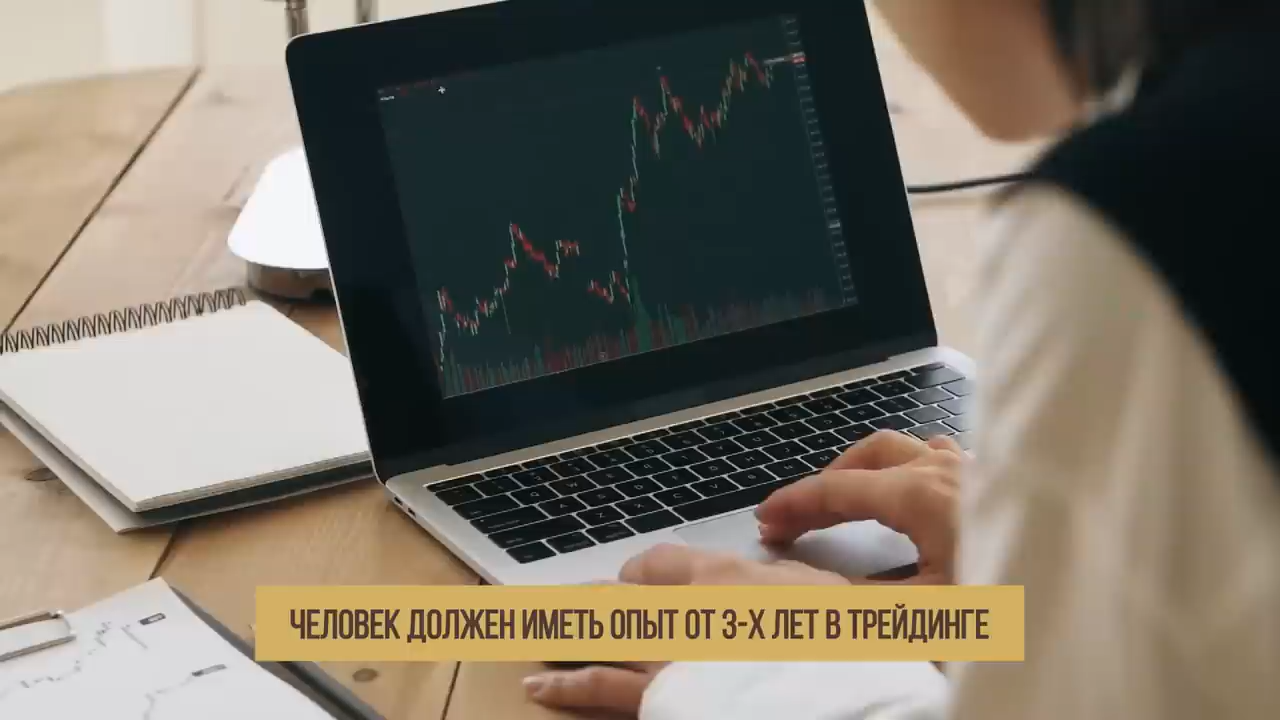 ЧЕЛОВЕК ДОЛЖЕН ИМЕТЬ ОПЫТ ОТ 3-Х ЛЕТ В ТРЕЙДИНГЕ